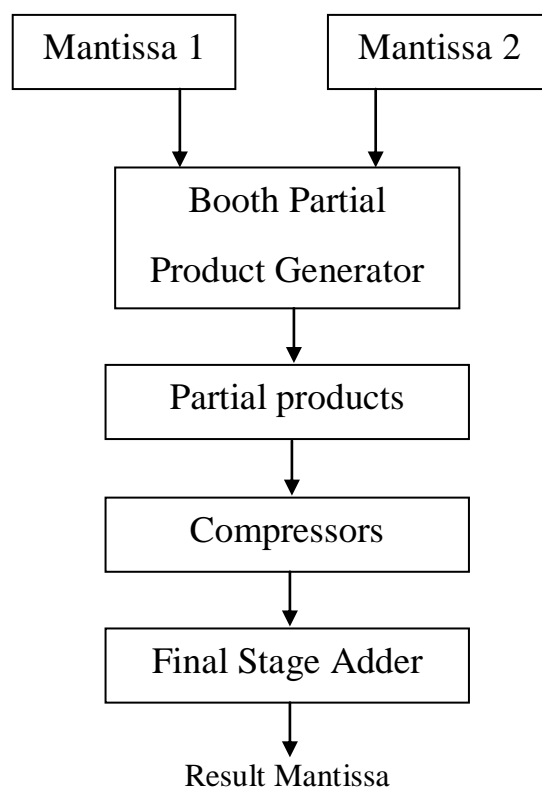 Mantissa 1
Mantissa 2
Booth Partial
Product Generator
Partial products
Compressors
Final Stage Adder
Result Mantissa